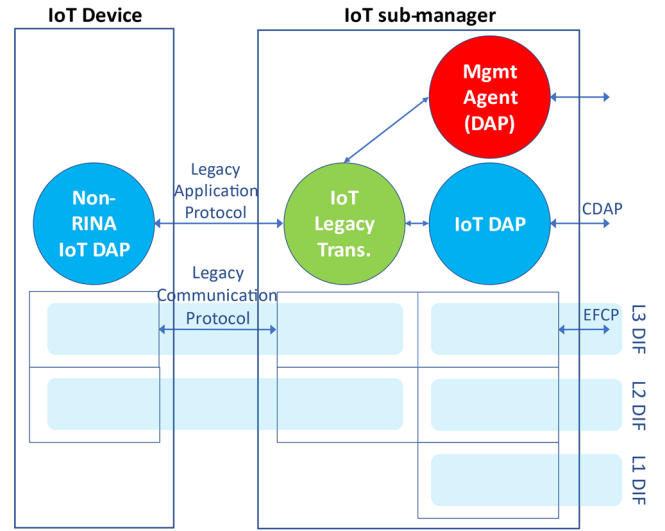 IoT Device
IoT sub-manager
Mgmt
Agent
(DAP)
Legacy
Application
Protocol
Non-
RINA
IoT DAP
IoT
Legacy
Trans.
IoT DAP
CDAP
Legacy
Communication
Protocol
EFCP
L3 DIF
L2 DIF
L1 DIF